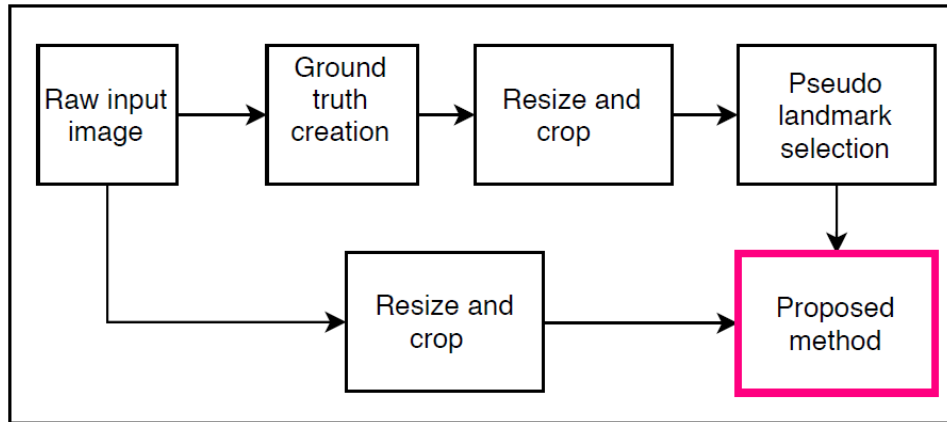 Raw input
image
Ground
truth
creation
Resize and
crop
Pseudo
landmark
selection
Resize and
crop
Proposed
method